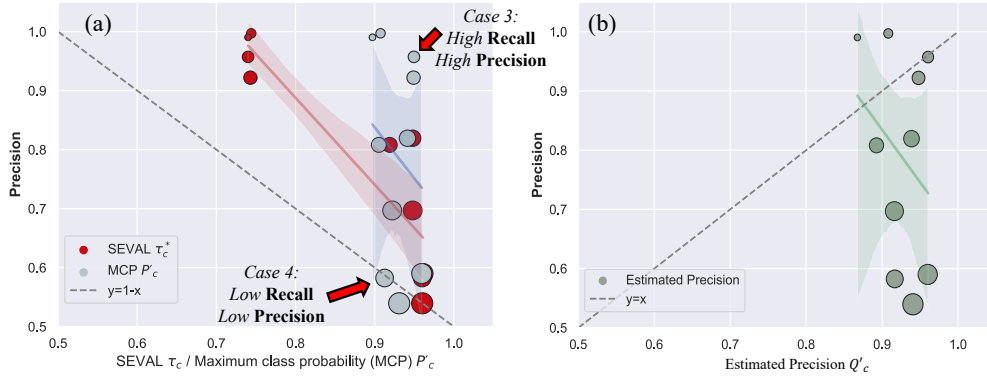 (a)
Case 3:
High Recall
High Precision
1.0
0.9
0.8
0.7
0.6
0.5
Precision
SEVAL τ*c
MCP P′c
y=1-x
Case 4:
Low Recall
Low Precision
0.5 0.6 0.7 0.8 0.9 1.0
SEVAL τc / Maximum class probability (MCP) P′c
(b)
1.0
0.9
0.8
0.7
0.6
0.5
Precision
Estimated Precision
y=x
0.5 0.6 0.7 0.8 0.9 1.0
Estimated Precision Q′c